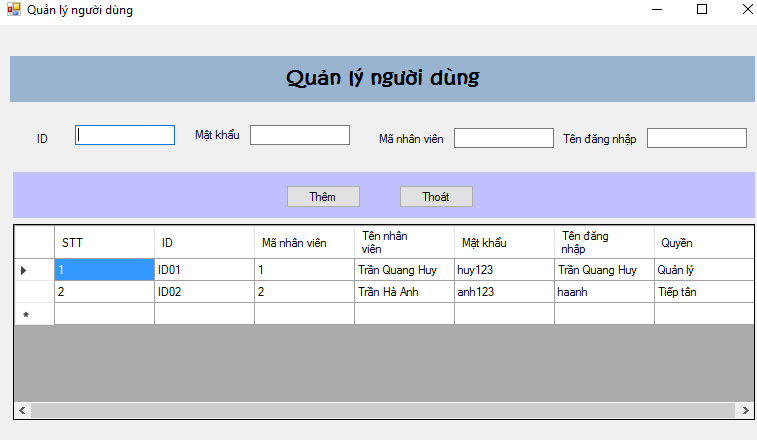 Quản lý người dùng
Quản lý người dùng
ID Mật khẩu Mã nhân viên Tên đăng nhập
Thêm Thoát
STT ID Mã nhân viên Tên nhân viên Mật khẩu Tên đăng nhập Quyền
1 ID01 1 Trần Quang Huy huy123 Trần Quang Huy Quản lý
2 ID02 2 Trần Hà Anh anh123 haanh Tiếp tân